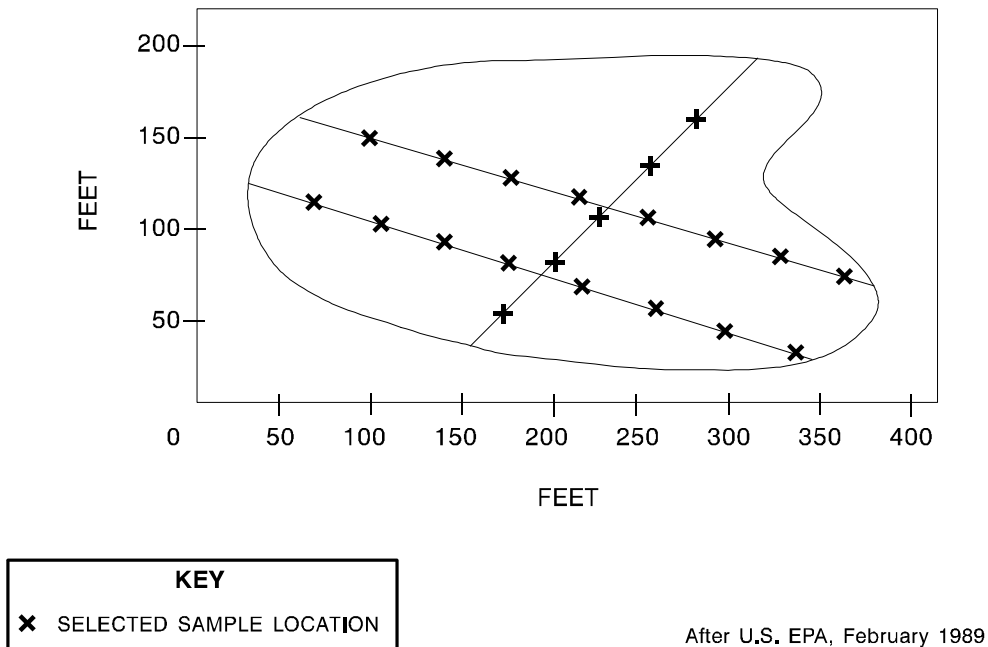 200
150
100
50
FEET
0 50 100 150 200 250 300 350 400
FEET
KEY
SELECTED SAMPLE LOCATION
After U.S. EPA, February 1989